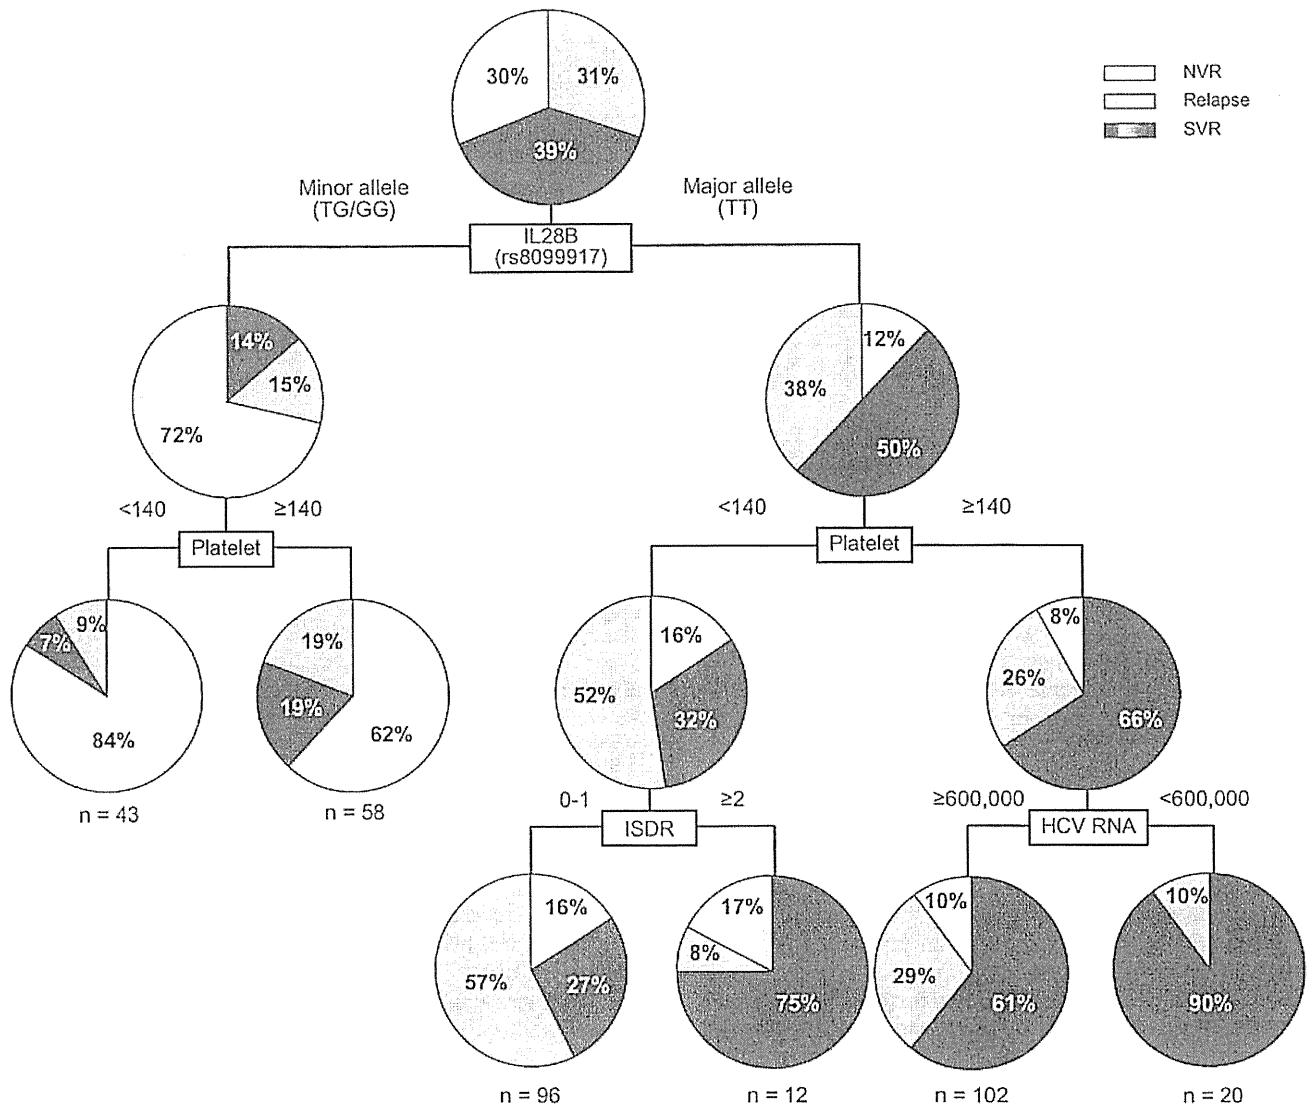 30%
31%
39%
NVR
Relapse
SVR
Minor allele
(TG/GG)
Major allele
(TT)
IL28B
(rs8099917)
14%
15%
72%
12%
38%
50%
<140
≥140
Platelet
<140
≥140
Platelet
9%
7%
84%
n = 43
19%
19%
62%
n = 58
16%
52%
32%
8%
26%
66%
0-1
≥2
ISDR
≥600,000
<600,000
HCV RNA
16%
57%
27%
n = 96
17%
8%
75%
n = 12
10%
29%
61%
n = 102
10%
90%
n = 20